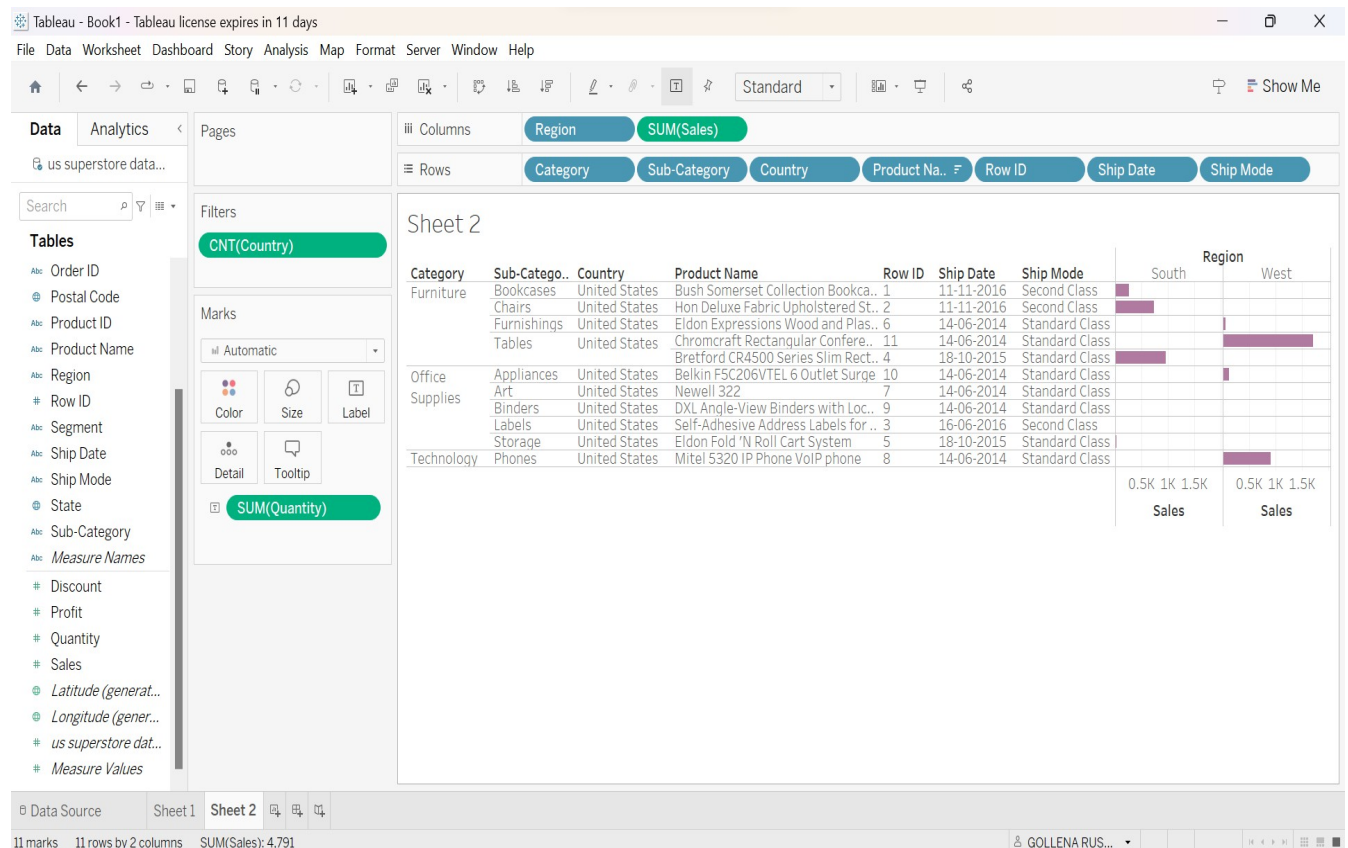 Tableau - Book1 - Tableau license expires in 11 days
File Data Worksheet Dashboard Story Analysis Map Format Server Window Help
Standard
Show Me
Data Analytics
us superstore data...
Search
Tables
Abc Order ID
Postal Code
Abc Product ID
Abc Product Name
Abc Region
# Row ID
Abc Segment
Abc Ship Date
Abc Ship Mode
State
Abc Sub-Category
Abc Measure Names
# Discount
# Profit
# Quantity
# Sales
Latitude (generat...
Longitude (gener...
# us superstore dat...
# Measure Values
Pages
Filters
CNT(Country)
Marks
Automatic
Color Size Label
Detail Tooltip
SUM(Quantity)
Columns Region SUM(Sales)
Rows Category Sub-Category Country Product Na.. Row ID Ship Date Ship Mode
Sheet 2
Region
Category Sub-Catego.. Country Product Name Row ID Ship Date Ship Mode South West
Furniture Bookcases United States Bush Somerset Collection Bookca.. 1 11-11-2016 Second Class
Chairs United States Hon Deluxe Fabric Upholstered St.. 2 11-11-2016 Second Class
Furnishings United States Eldon Expressions Wood and Plas.. 6 14-06-2014 Standard Class
Tables United States Chromcraft Rectangular Confere.. 11 14-06-2014 Standard Class
Bretford CR4500 Series Slim Rect.. 4 18-10-2015 Standard Class
Office Supplies Appliances United States Belkin F5C206VTEL 6 Outlet Surge 10 14-06-2014 Standard Class
Art United States Newell 322 7 14-06-2014 Standard Class
Binders United States DXL Angle-View Binders with Loc.. 9 14-06-2014 Standard Class
Labels United States Self-Adhesive Address Labels for .. 3 16-06-2016 Second Class
Storage United States Eldon Fold 'N Roll Cart System 5 18-10-2015 Standard Class
Technology Phones United States Mitel 5320 IP Phone VoIP phone 8 14-06-2014 Standard Class
0.5K 1K 1.5K 0.5K 1K 1.5K
Sales Sales
Data Source Sheet 1 Sheet 2
11 marks 11 rows by 2 columns SUM(Sales): 4,791
GOLLENA RUS...